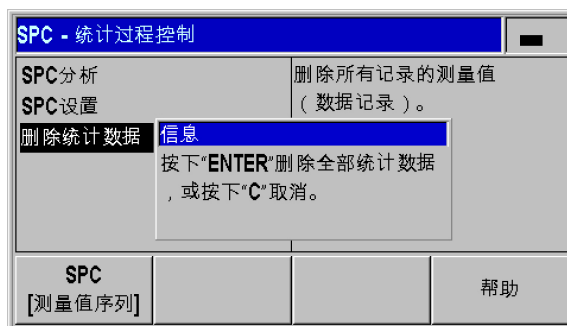 SPC - 统计过程控制
SPC分析
SPC设置
删除统计数据
删除所有记录的测量值
(数据记录)。
信息
按下“ENTER”删除全部统计数据
，或按下“C”取消。
SPC
[测量值序列]
帮助